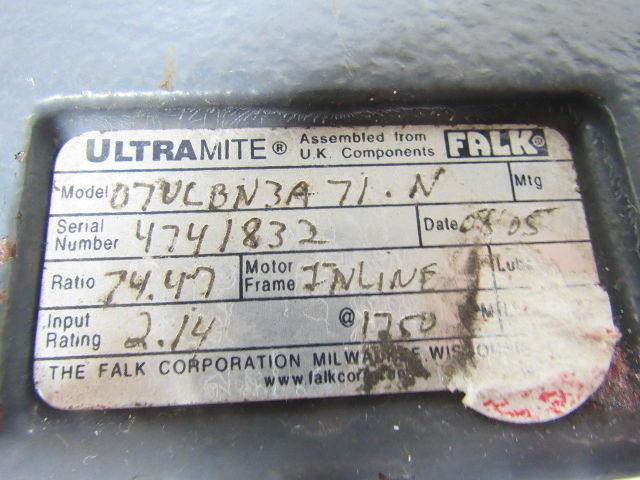 ULTRAMITE® Assembled from U.K. Components FALK®
Model 07UCBN3A 71.N Mtg
Serial Number 4741832 Date 08/05
Ratio 74.47 Motor Frame INLINE
Input Rating 2.14 @ 1750
THE FALK CORPORATION MILWAUKEE, WISCONSIN
www.falkcorp.com